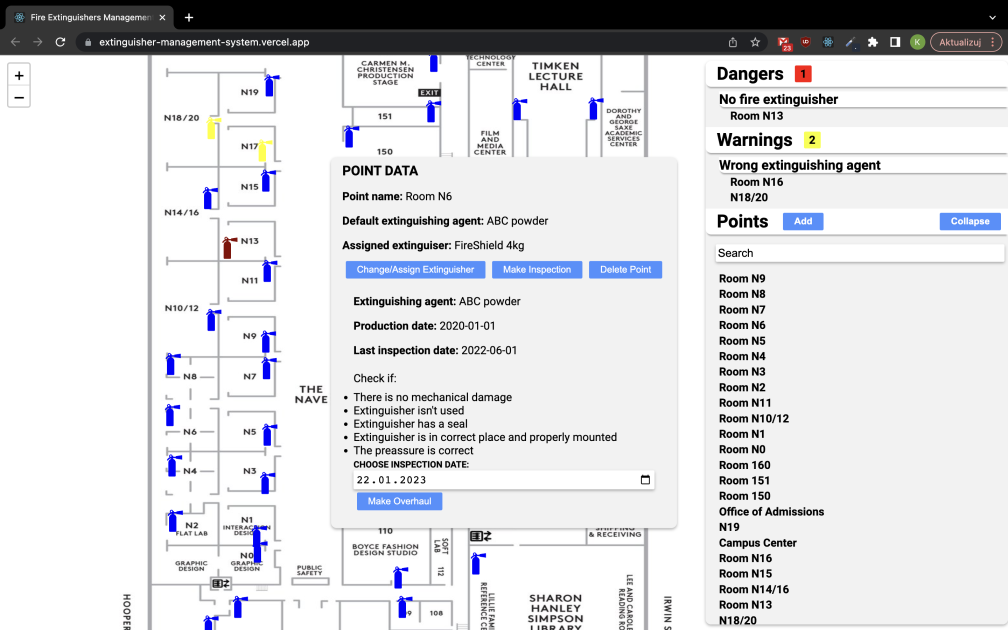 Fire Extinguishers Managemen
extinguisher-management-system.vercel.app
23
K
Aktualizuj
+
−
N19
N18/20
N17
N15
N14/16
N13
N11
N10/12
N9
N8
N7
N6
N5
N4
N3
N2
FLAT LAB
N1
INTERACTION
DESIGN
N0
GRAPHIC
DESIGN
GRAPHIC
DESIGN
PUBLIC
SAFETY
HOOPER
THE
NAVE
CARMEN M.
CHRISTENSEN
PRODUCTION
STAGE
EXIT
151
150
TECHNOLOGY
CENTER
TIMKEN
LECTURE
HALL
FILM
AND
MEDIA
CENTER
DOROTHY
AND
GEORGE
SAXE
ACADEMIC
SERVICES
CENTER
POINT DATA
Point name: Room N6
Default extinguishing agent: ABC powder
Assigned extinguiser: FireShield 4kg
Change/Assign Extinguisher
Make Inspection
Delete Point
Extinguishing agent: ABC powder
Production date: 2020-01-01
Last inspection date: 2022-06-01
Check if:
• There is no mechanical damage
• Extinguisher isn't used
• Extinguisher has a seal
• Extinguisher is in correct place and properly mounted
• The preassure is correct
CHOOSE INSPECTION DATE:
22.01.2023
Make Overhaul
110
BOYCE FASHION
DESIGN STUDIO
SOFT
LAB
112
108
SHIPPING
& RECEIVING
LILLIE FAMI
REFERENCE CE
SHARON
HANLEY
SIMPSON
LIBRARY
LEE AND CAROLE
READING RO
IRWIN S
Dangers 1
No fire extinguisher
Room N13
Warnings 2
Wrong extinguishing agent
Room N16
N18/20
Points
Add
Collapse
Search
Room N9
Room N8
Room N7
Room N6
Room N5
Room N4
Room N3
Room N2
Room N11
Room N10/12
Room N1
Room N0
Room 160
Room 151
Room 150
Office of Admissions
N19
Campus Center
Room N16
Room N15
Room N14/16
Room N13
N18/20